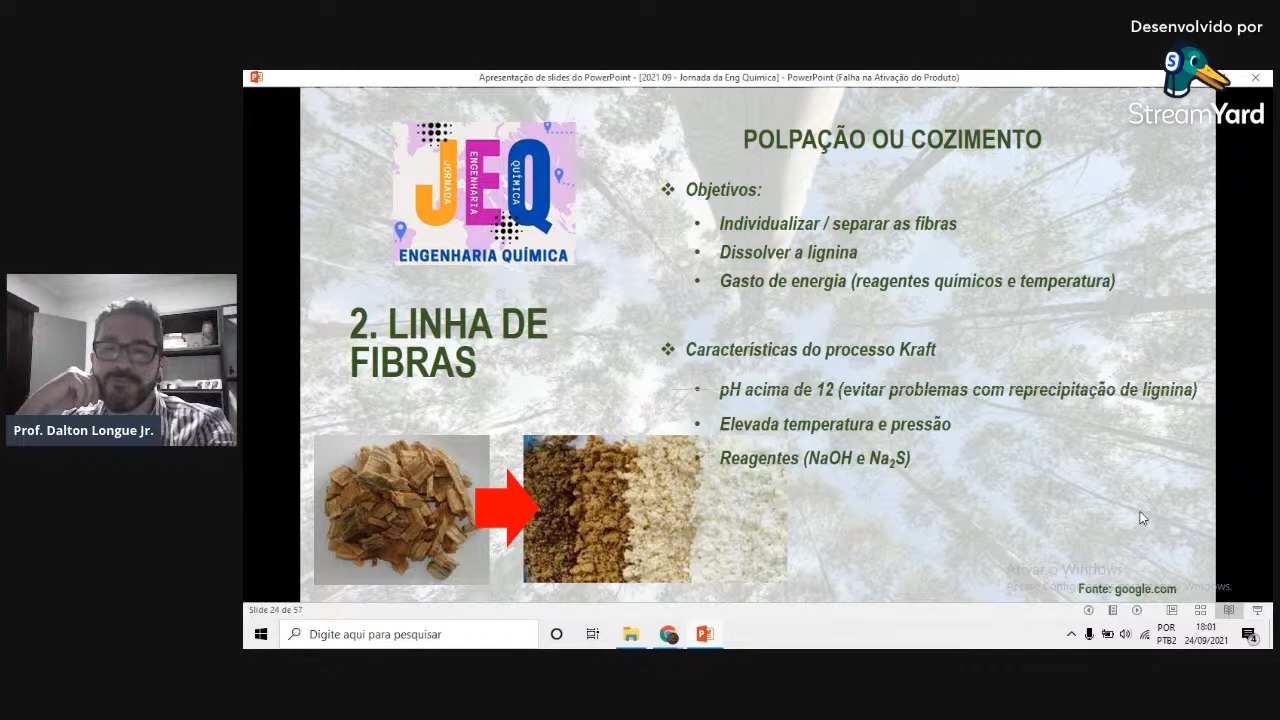 Desenvolvido por
StreamYard
Apresentação de slides do PowerPoint - [2021 09 - Jornada da Eng Química] - PowerPoint (Falha na Ativação do Produto)
JEQ
JORNADA
ENGENHARIA
QUÍMICA
ENGENHARIA QUÍMICA
2. LINHA DE
FIBRAS
POLPAÇÃO OU COZIMENTO
❖ Objetivos:
• Individualizar / separar as fibras
• Dissolver a lignina
• Gasto de energia (reagentes químicos e temperatura)
❖ Características do processo Kraft
• pH acima de 12 (evitar problemas com reprecipitação de lignina)
• Elevada temperatura e pressão
• Reagentes (NaOH e Na₂S)
Prof. Dalton Longue Jr.
Ativar o Windows
Fonte: google.com
Slide 24 de 57
Digite aqui para pesquisar
POR
PTB2
18:01
24/09/2021
4